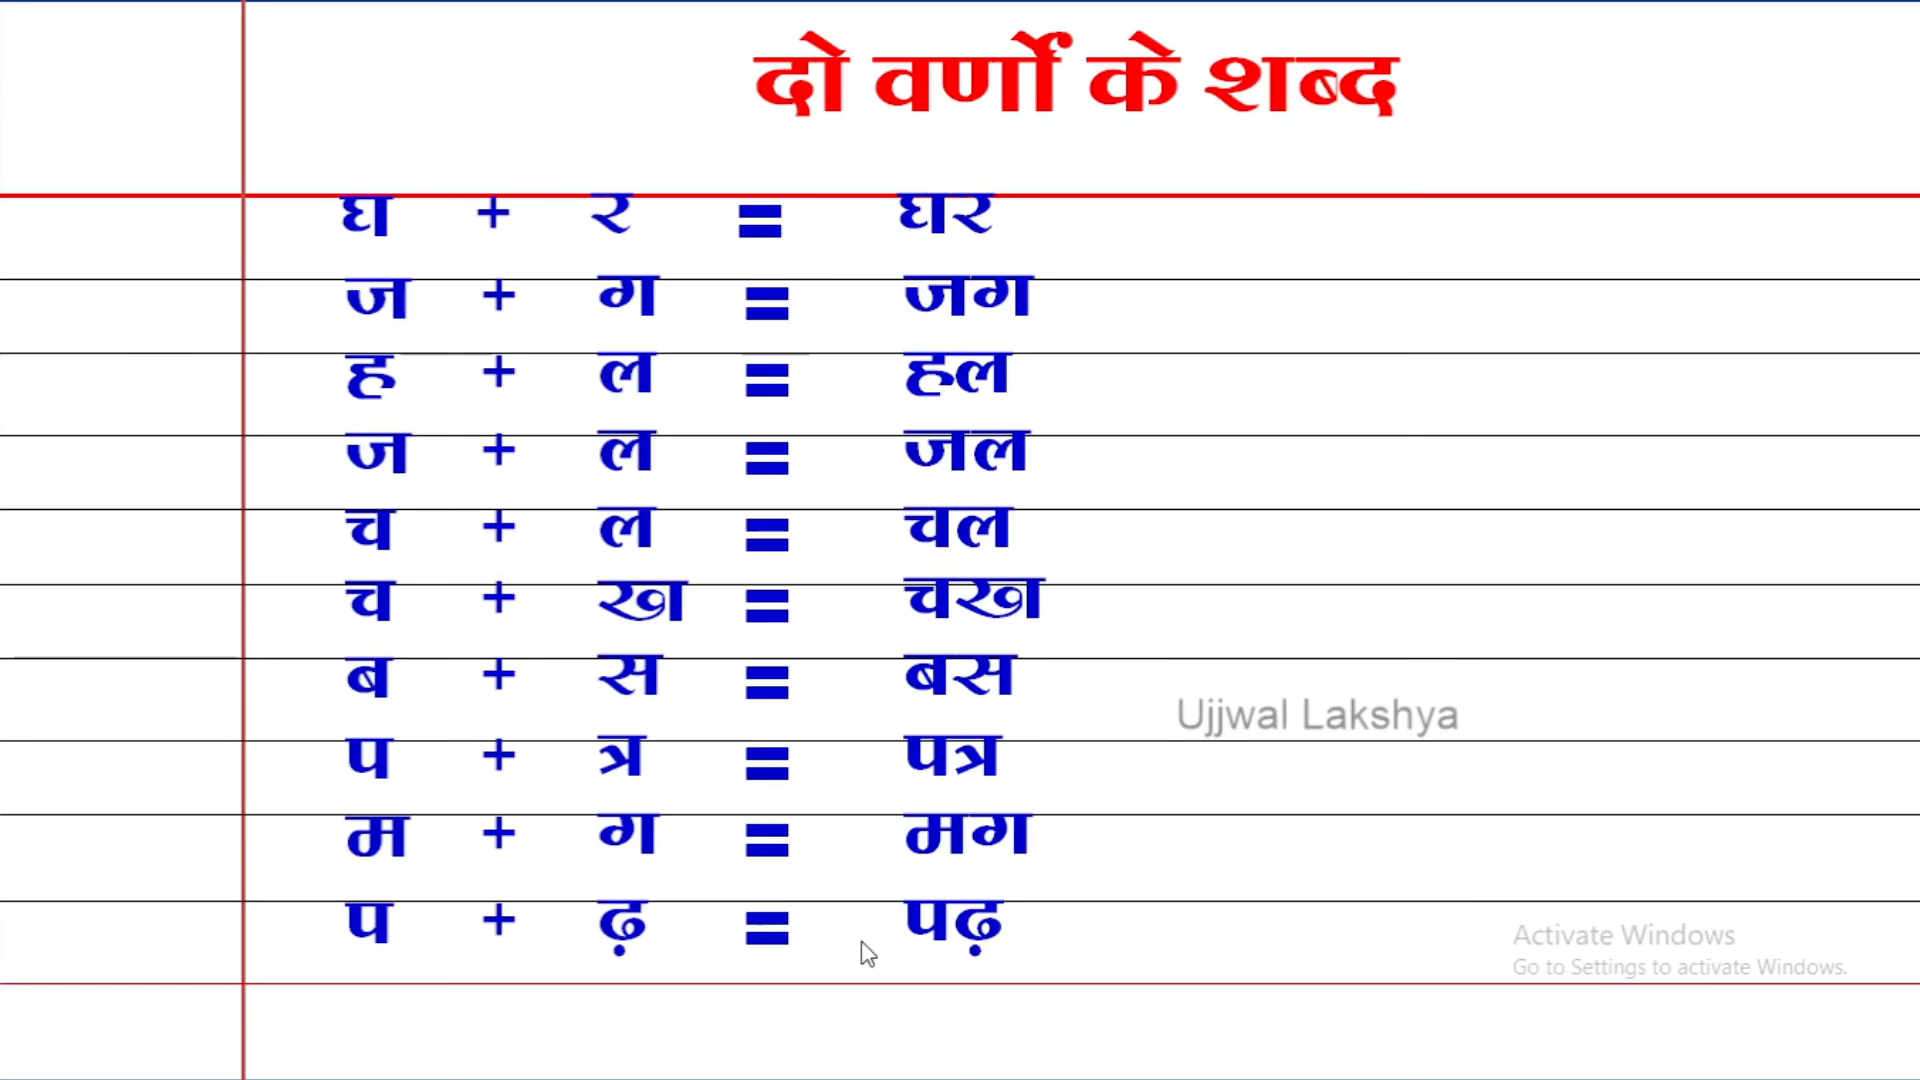 दो वर्णों के शब्द
घ + र = घर
ज + ग = जग
ह + ल = हल
ज + ल = जल
च + ल = चल
च + ख = चख
ब + स = बस
Ujjwal Lakshya
प + त्र = पत्र
म + ग = मग
प + ढ़ = पढ़
Activate Windows
Go to Settings to activate Windows.